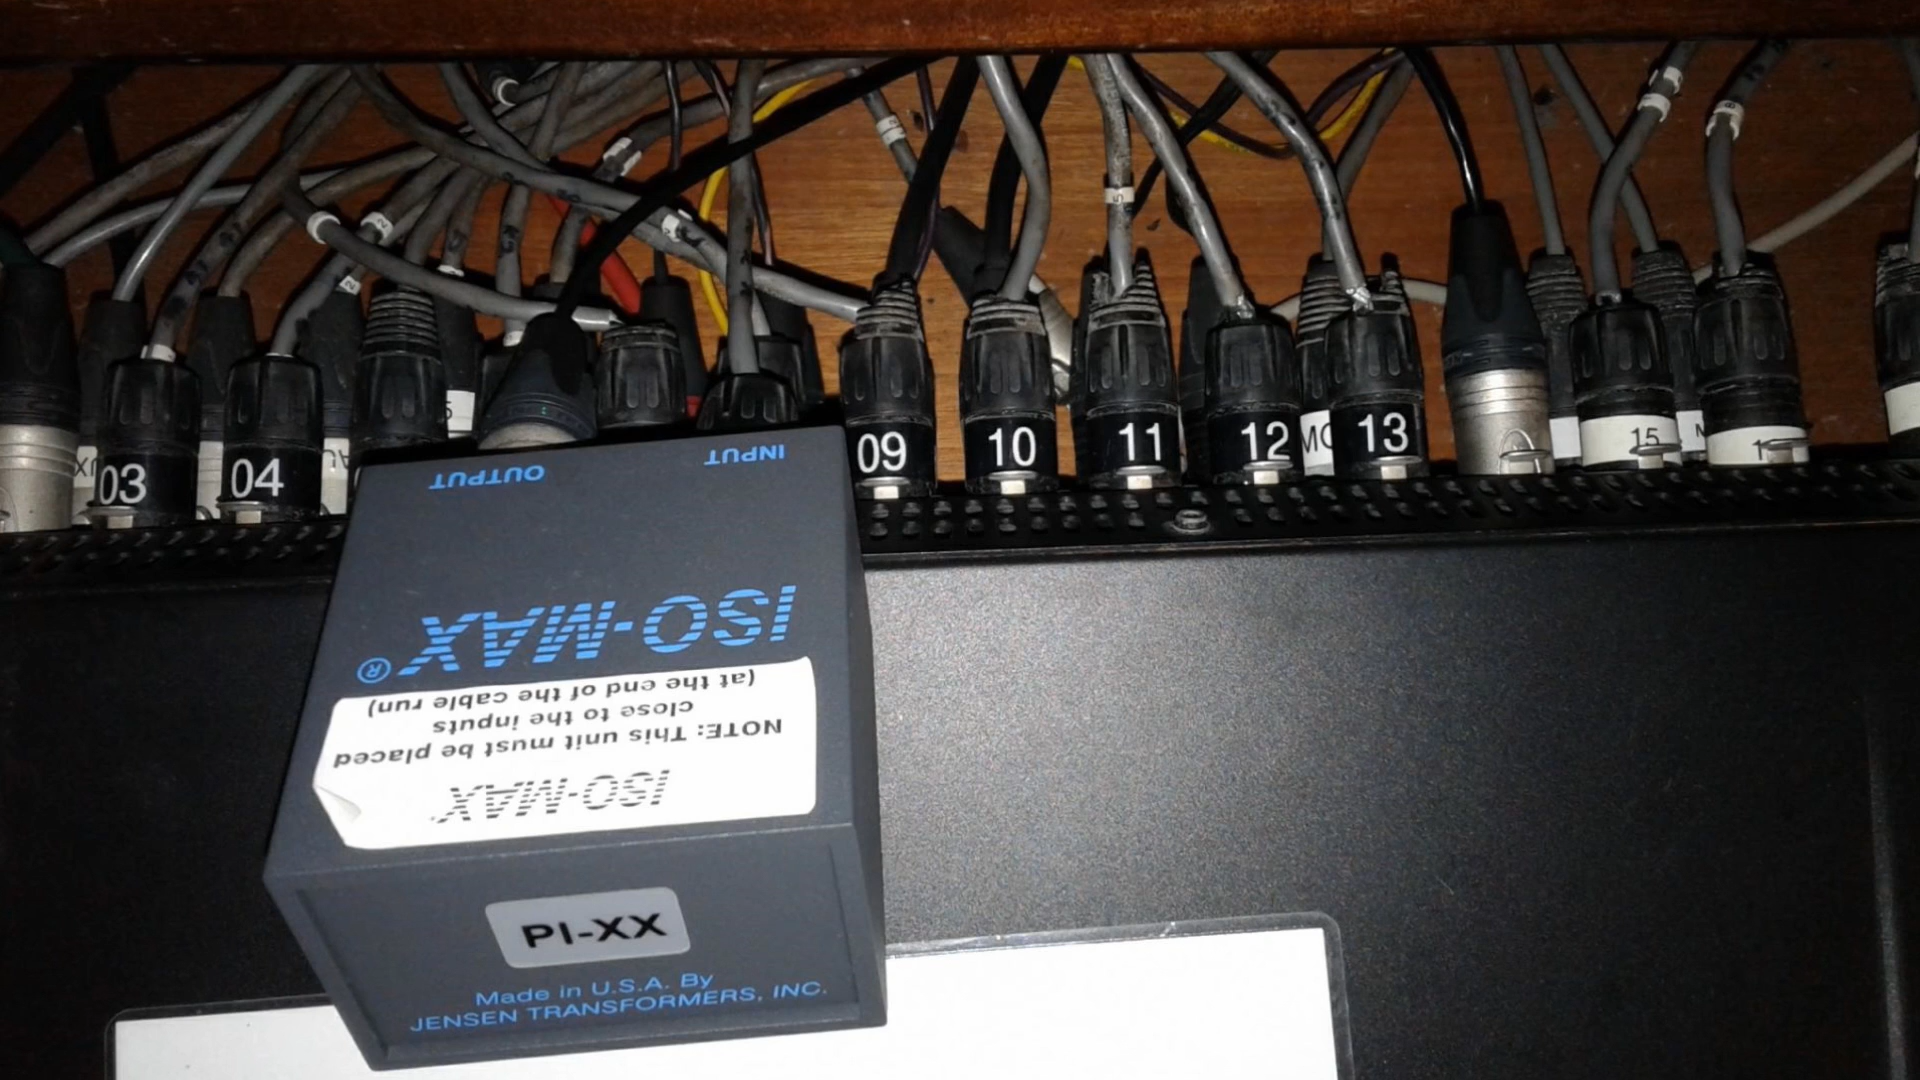 03
04
09
10
11
12
MO
13
15
INPUT
OUTPUT
ISO-MAX®
ISO-MAX
NOTE: This unit must be placed
close to the inputs
(at the end of the cable run)
PI-XX
Made in U.S.A. By
JENSEN TRANSFORMERS, INC.